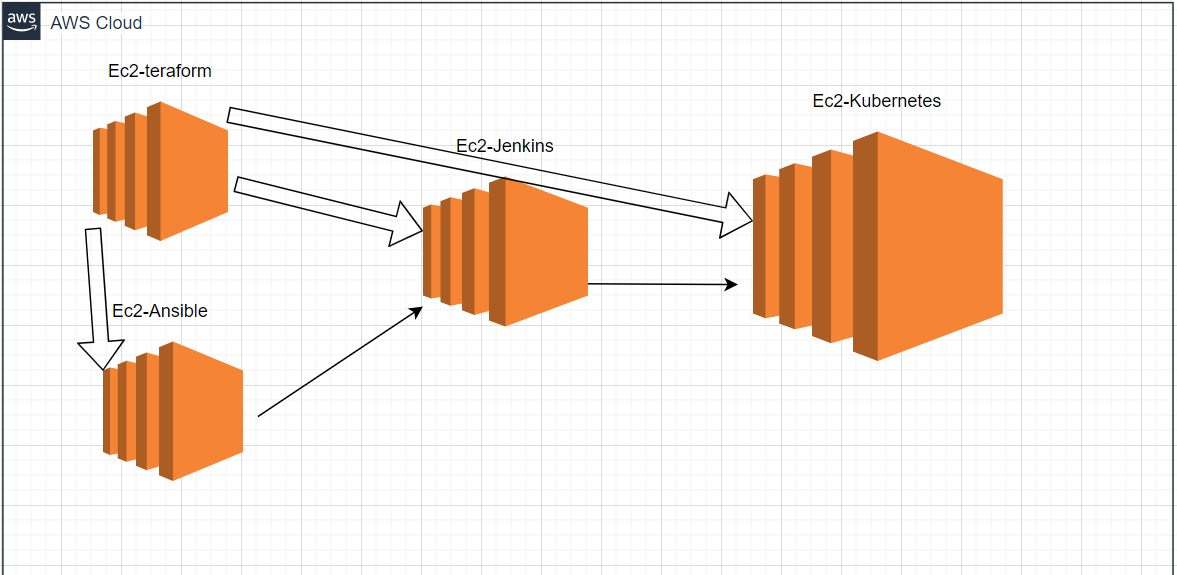 aws
AWS Cloud
Ec2-teraform
Ec2-Kubernetes
Ec2-Jenkins
Ec2-Ansible